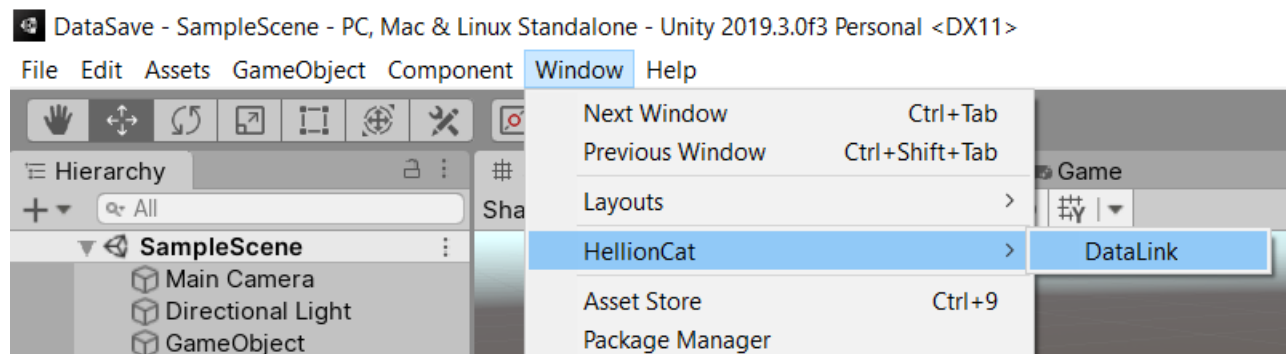 DataSave - SampleScene - PC, Mac & Linux Standalone - Unity 2019.3.0f3 Personal <DX11>
File Edit Assets GameObject Component Window Help
Next Window Ctrl+Tab
Previous Window Ctrl+Shift+Tab
Hierarchy Game
All Sha Layouts
SampleScene HellionCat DataLink
Main Camera
Directional Light Asset Store Ctrl+9
GameObject Package Manager